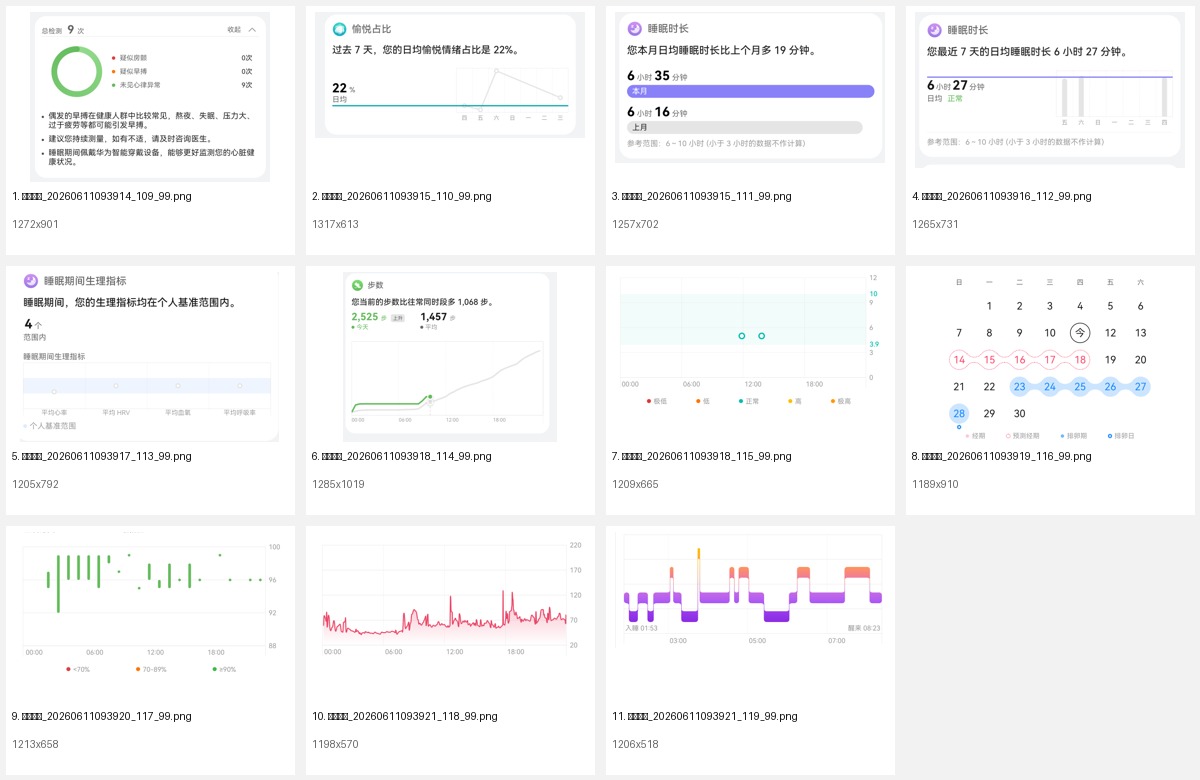 总检测 9 次
收起
疑似房颤 0次
疑似早搏 0次
未见心律异常 9次
• 偶发的早搏在健康人群中比较常见,熬夜、失眠、压力大、
过于疲劳等都可能引发早搏。
• 建议您持续测量,如有不适,请及时咨询医生。
• 睡眠期间佩戴华为智能穿戴设备,能够更好监测您的心脏健
康状况。
1. _20260611093914_109_99.png
1272x901
愉悦占比
过去 7 天,您的日均愉悦情绪占比是 22%。
22 %
日均
四 五 六 日 一 二 三
2. _20260611093915_110_99.png
1317x613
睡眠时长
您本月日均睡眠时长比上个月多 19 分钟。
6 小时 35 分钟
本月
6 小时 16 分钟
上月
参考范围:6 ~ 10 小时 (小于 3 小时的数据不作计算)
3. _20260611093915_111_99.png
1257x702
睡眠时长
您最近 7 天的日均睡眠时长 6 小时 27 分钟。
6 小时 27 分钟
日均 正常
五 六 日 一 二 三 四
参考范围:6 ~ 10 小时 (小于 3 小时的数据不作计算)
4. _20260611093916_112_99.png
1265x731
睡眠期间生理指标
睡眠期间,您的生理指标均在个人基准范围内。
4 个
范围内
睡眠期间生理指标
平均心率 平均 HRV 平均血氧 平均呼吸率
个人基准范围
5. _20260611093917_113_99.png
1205x792
步数
您当前的步数比往常同时段多 1,068 步。
2,525 步 上升 1,457 步
今天 平均
00:00 06:00 12:00 18:00
6. _20260611093918_114_99.png
1285x1019
12
10
9
6
3.9
3
0
00:00 06:00 12:00 18:00
极低 低 正常 高 极高
7. _20260611093918_115_99.png
1209x665
日 一 二 三 四 五 六
1 2 3 4 5 6
7 8 9 10 今 12 13
14 15 16 17 18 19 20
21 22 23 24 25 26 27
28 29 30
经期 预测经期 排卵期 排卵日
8. _20260611093919_116_99.png
1189x910
100
96
92
88
00:00 06:00 12:00 18:00
<70% 70-89% ≥90%
9. _20260611093920_117_99.png
1213x658
220
170
120
70
20
00:00 06:00 12:00 18:00
10. _20260611093921_118_99.png
1198x570
入睡 01:53 醒来 08:23
03:00 05:00 07:00
11. _20260611093921_119_99.png
1206x518